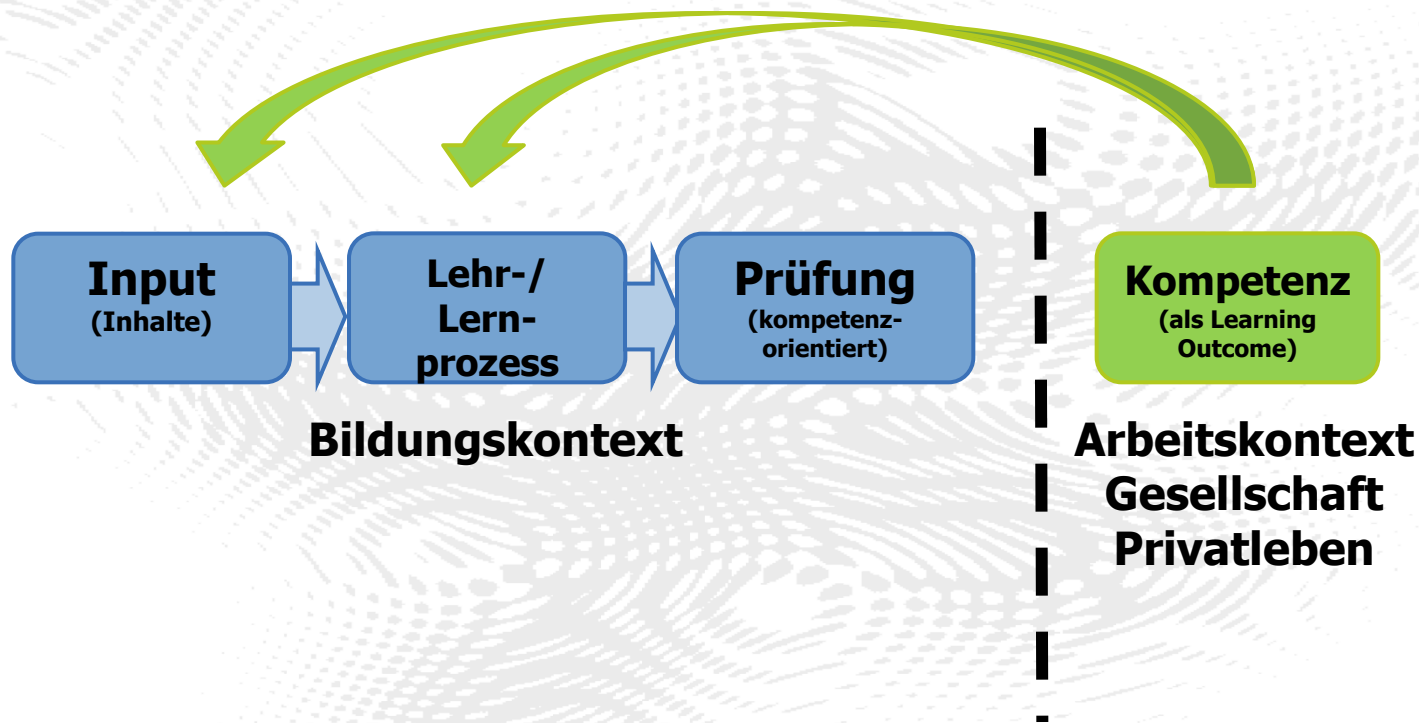 Input
(Inhalte)
Lehr-/
Lern-
prozess
Prüfung
(kompetenz-
orientiert)
Kompetenz
(als Learning
Outcome)
Bildungskontext
Arbeitskontext
Gesellschaft
Privatleben